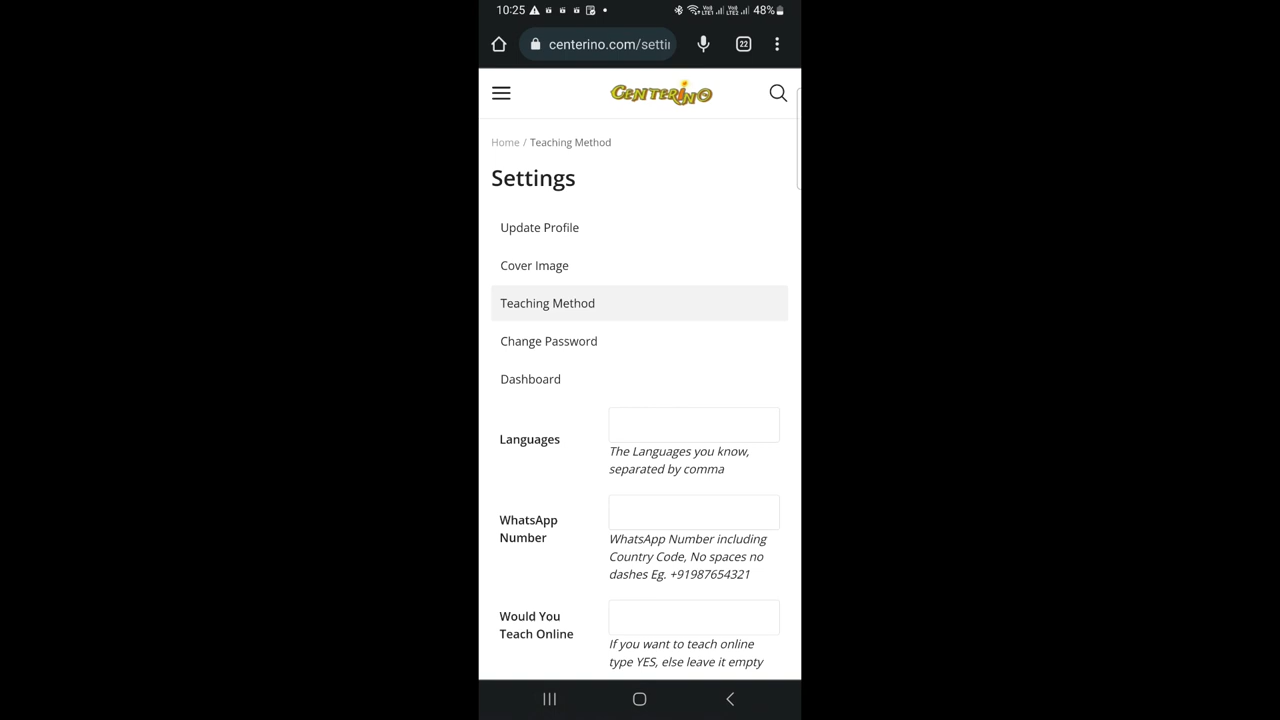 10:25
48%
centerino.com/settin
22
CENTERINO
Home / Teaching Method
Settings
Update Profile
Cover Image
Teaching Method
Change Password
Dashboard
Languages
The Languages you know,
separated by comma
WhatsApp
Number
WhatsApp Number including
Country Code, No spaces no
dashes Eg. +91987654321
Would You
Teach Online
If you want to teach online
type YES, else leave it empty